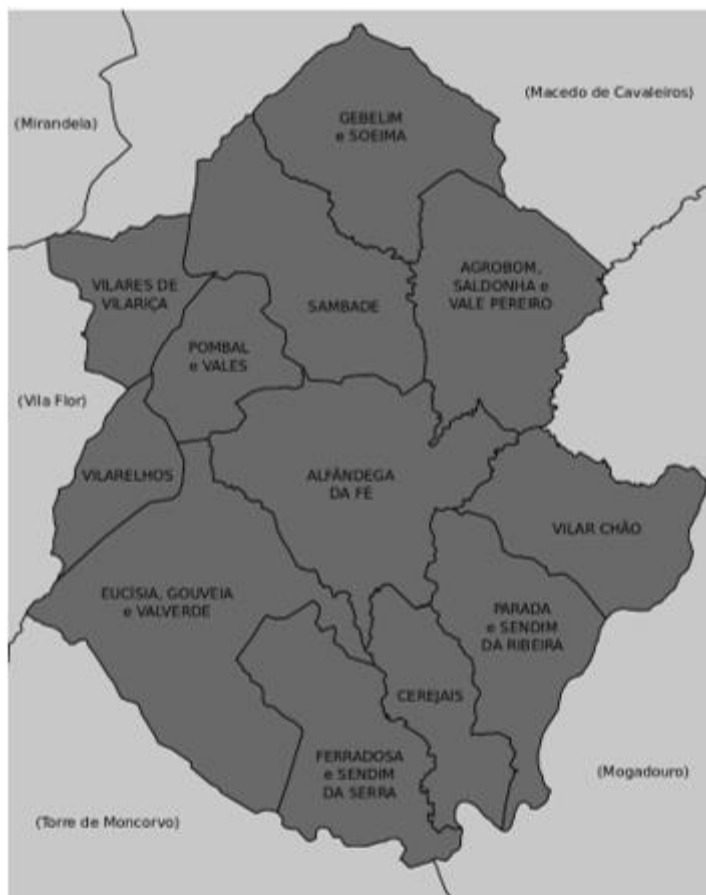 (Macedo de Cavaleiros)
(Mirandela)
GEBELIM
e SOEIMA
VILARES DE
VILARIÇA
SAMBADE
AGROBOM,
SALDONHA e
VALE PEREIRO
POMBAL
e VALES
(Vila Flor)
VILARELHOS
ALFÂNDEGA
DA FÉ
VILAR CHÃO
EUCÍSIA, GOUVEIA
e VALVERDE
PARADA
e SENDIM
DA RIBEIRA
CEREJAIS
FERRADOSA
e SENDIM
DA SERRA
(Mogadouro)
(Torre de Moncorvo)